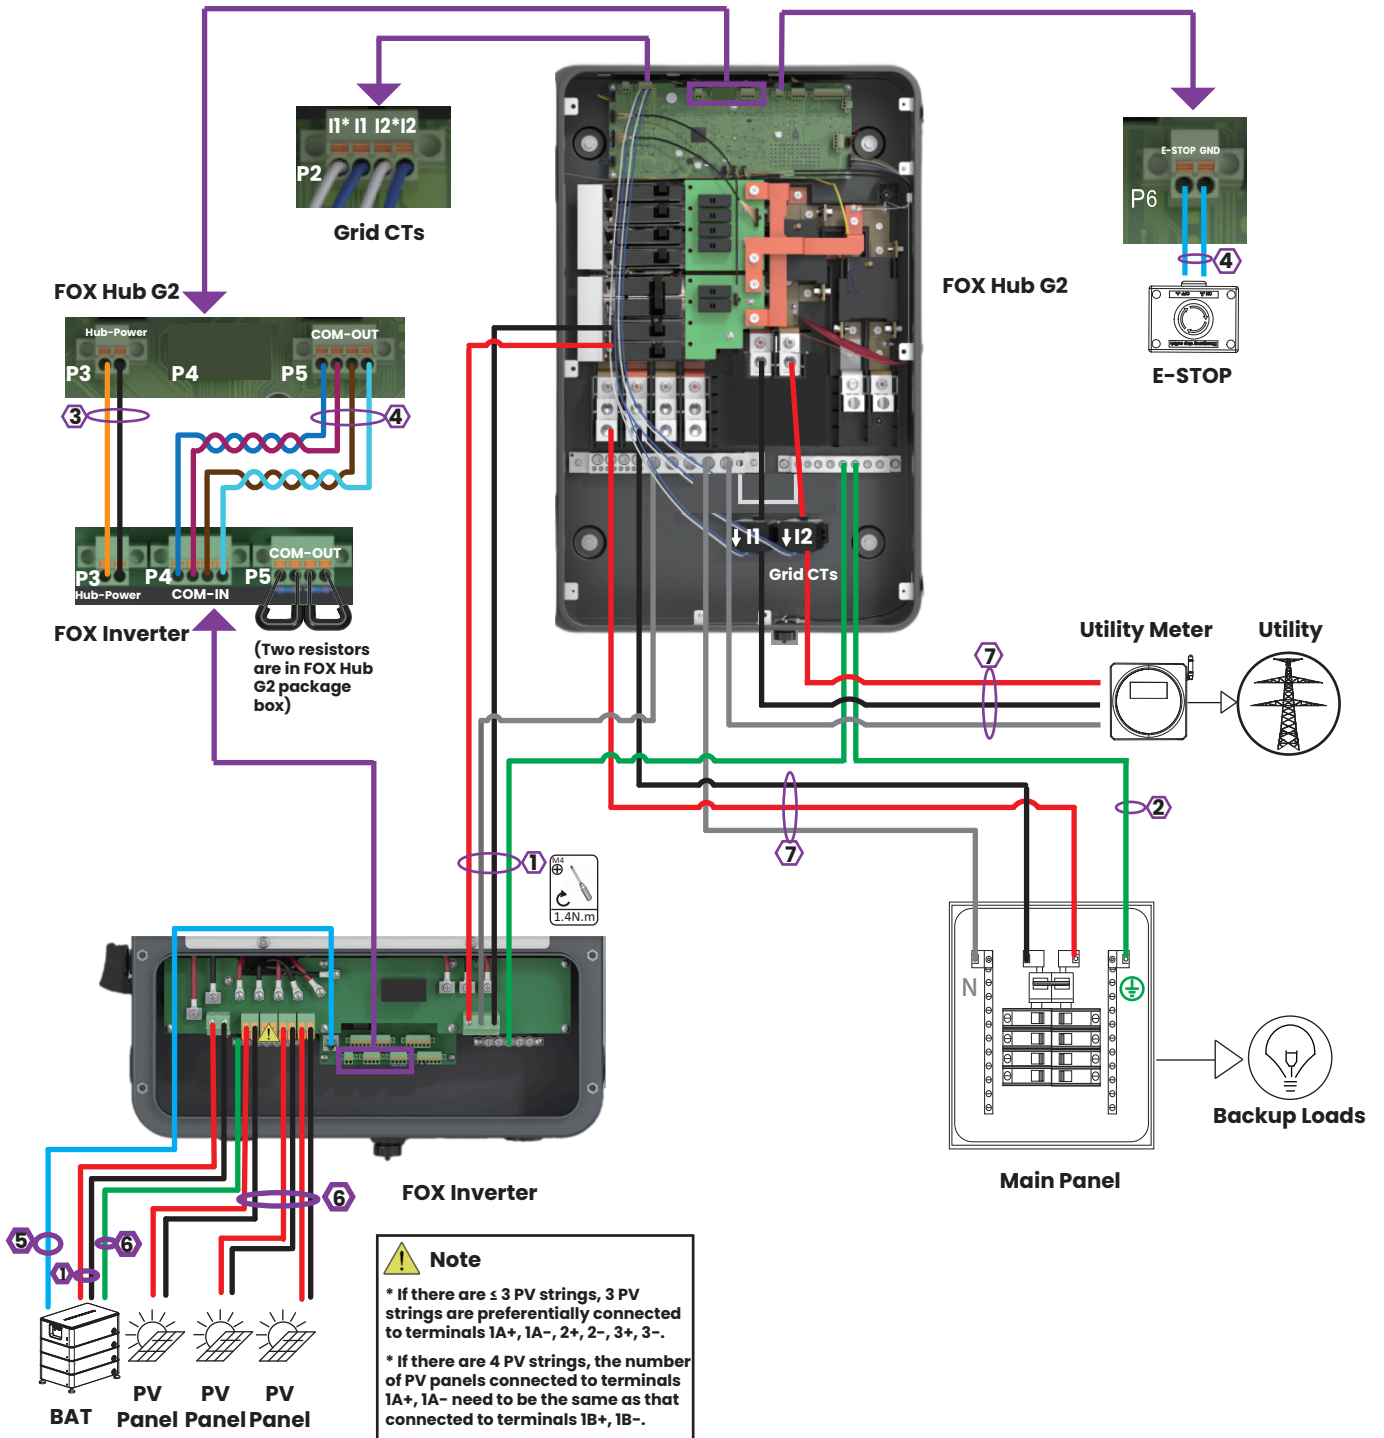 I1* I1 I2*I2
P2
Grid CTs
E-STOP GND
P6
4
E-STOP
FOX Hub G2
FOX Hub G2
Hub-Power
COM-OUT
P3
P4
P5
3
4
COM-OUT
P3
P4
P5
Hub-Power
COM-IN
FOX Inverter
(Two resistors
are in FOX Hub
G2 package
box)
I1
I2
Grid CTs
Utility Meter
Utility
7
7
2
1
M4
1.4N.m
N
Backup Loads
Main Panel
FOX Inverter
6
5
6
1
BAT
PV
Panel
PV
Panel
PV
Panel
Note
* If there are ≤ 3 PV strings, 3 PV
strings are preferentially connected
to terminals 1A+, 1A-, 2+, 2-, 3+, 3-.
* If there are 4 PV strings, the number
of PV panels connected to terminals
1A+, 1A- need to be the same as that
connected to terminals 1B+, 1B-.